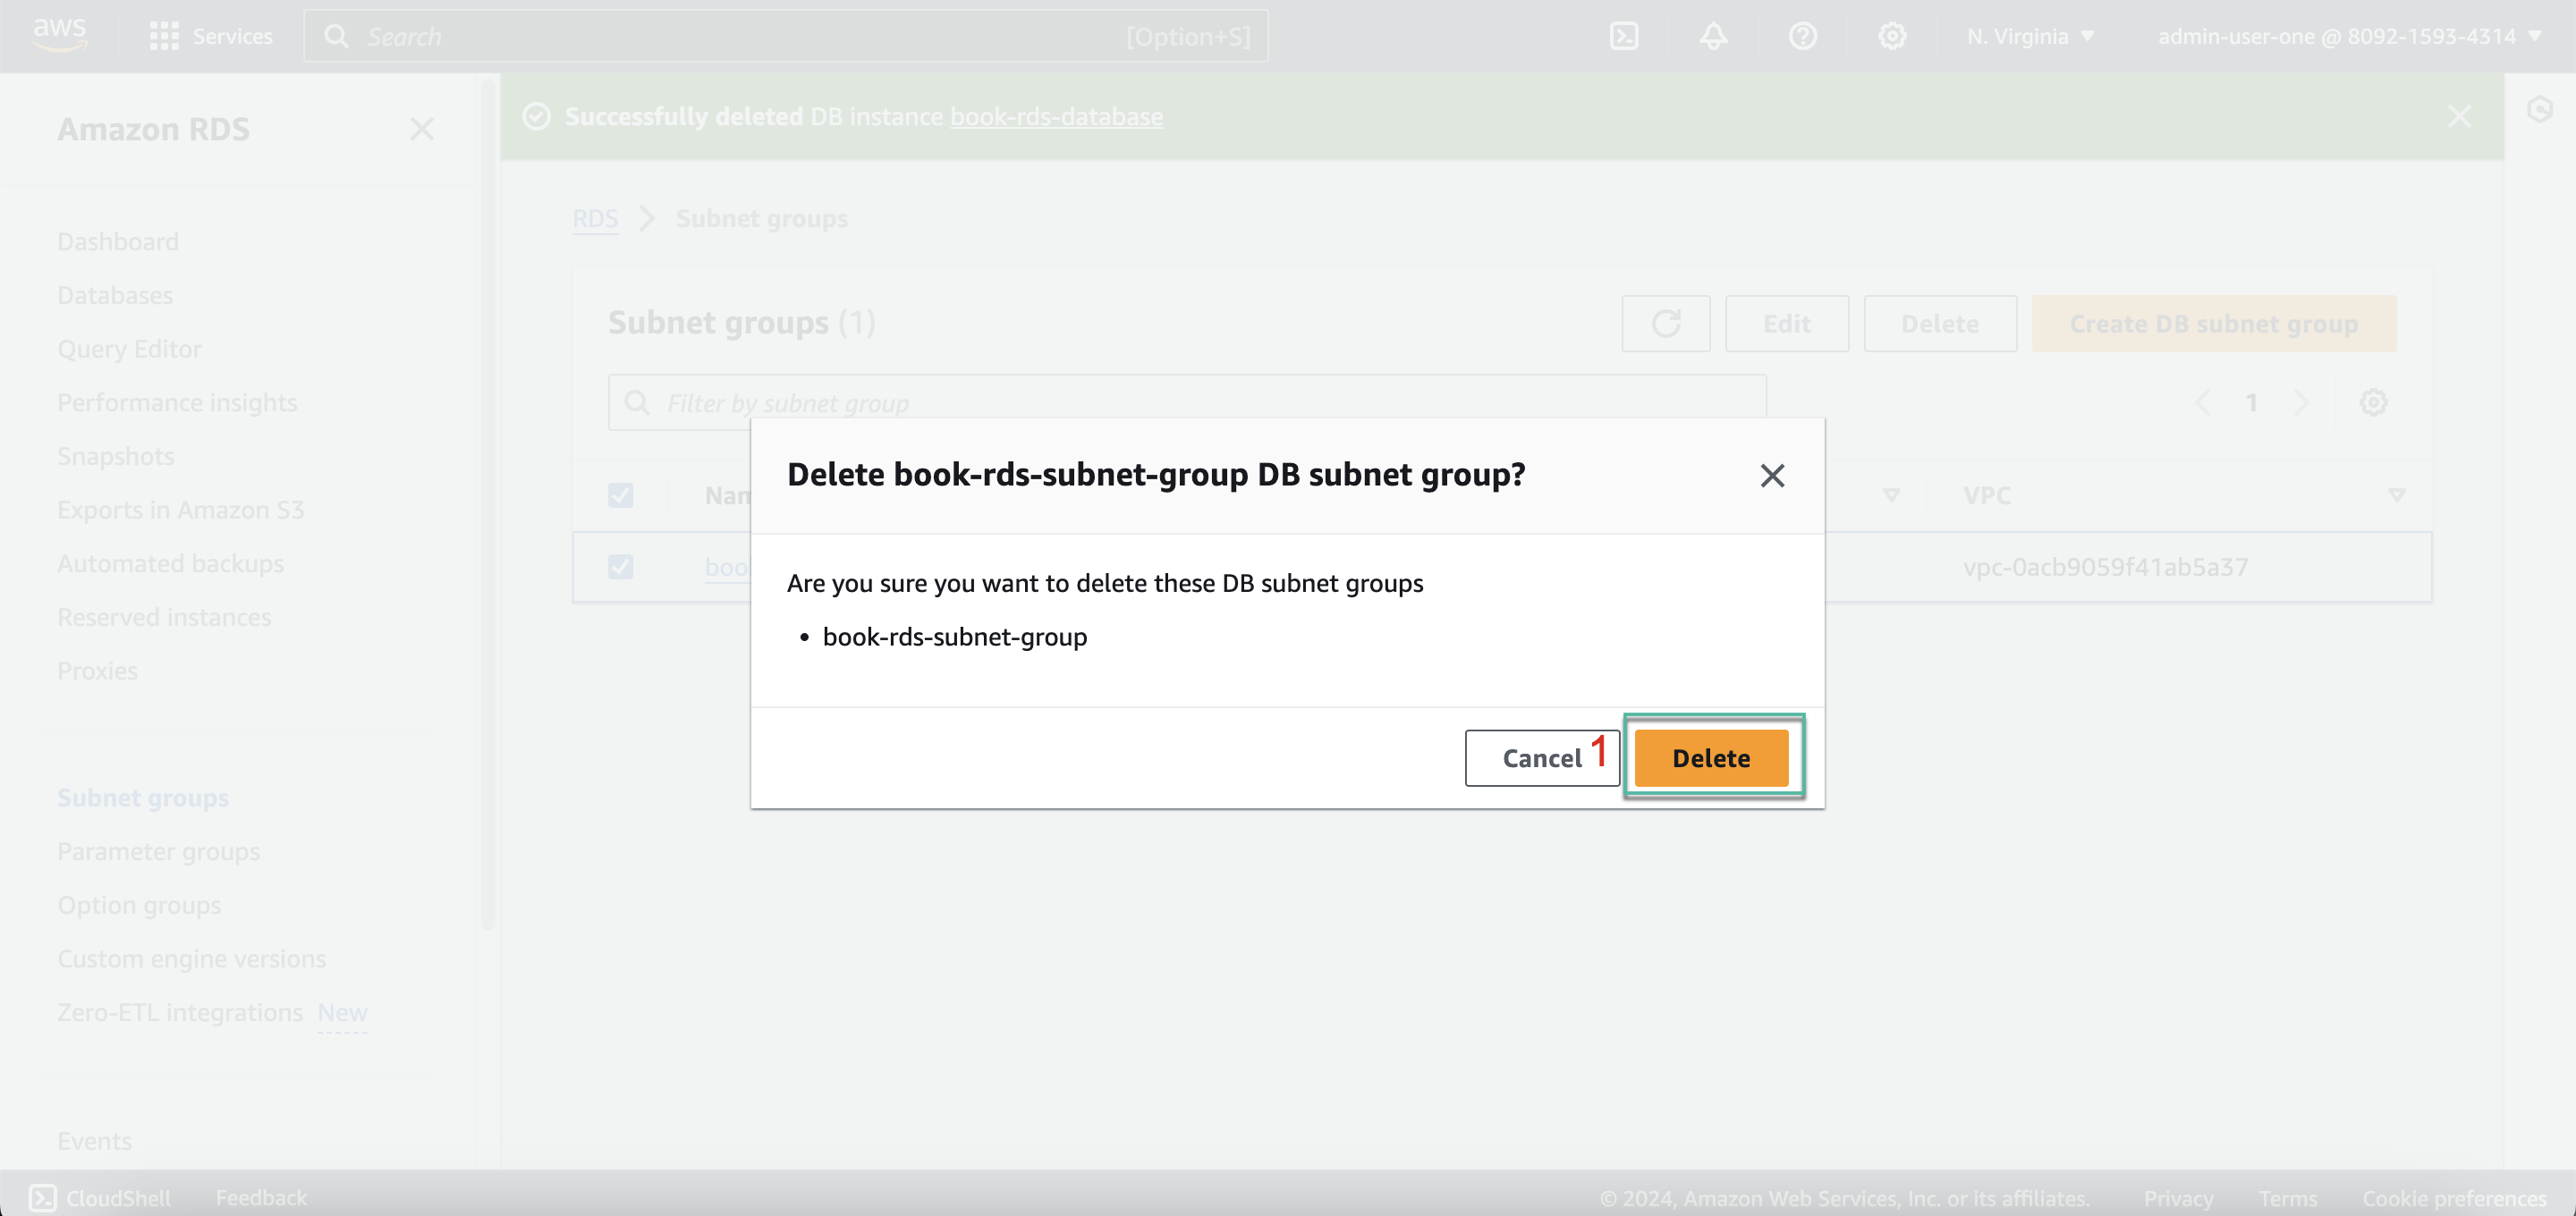 aws
Services
Search
[Option+S]
N. Virginia
admin-user-one @ 8092-1593-4314
Amazon RDS
Successfully deleted DB instance book-rds-database
Dashboard
Databases
Query Editor
Performance insights
Snapshots
Exports in Amazon S3
Automated backups
Reserved instances
Proxies
Subnet groups
Parameter groups
Option groups
Custom engine versions
Zero-ETL integrations New
Events
RDS > Subnet groups
Subnet groups (1)
Edit
Delete
Create DB subnet group
Filter by subnet group
1
VPC
vpc-0acb9059f41ab5a37
Delete book-rds-subnet-group DB subnet group?
Are you sure you want to delete these DB subnet groups
• book-rds-subnet-group
Cancel
1
Delete
CloudShell
Feedback
© 2024, Amazon Web Services, Inc. or its affiliates.
Privacy
Terms
Cookie preferences